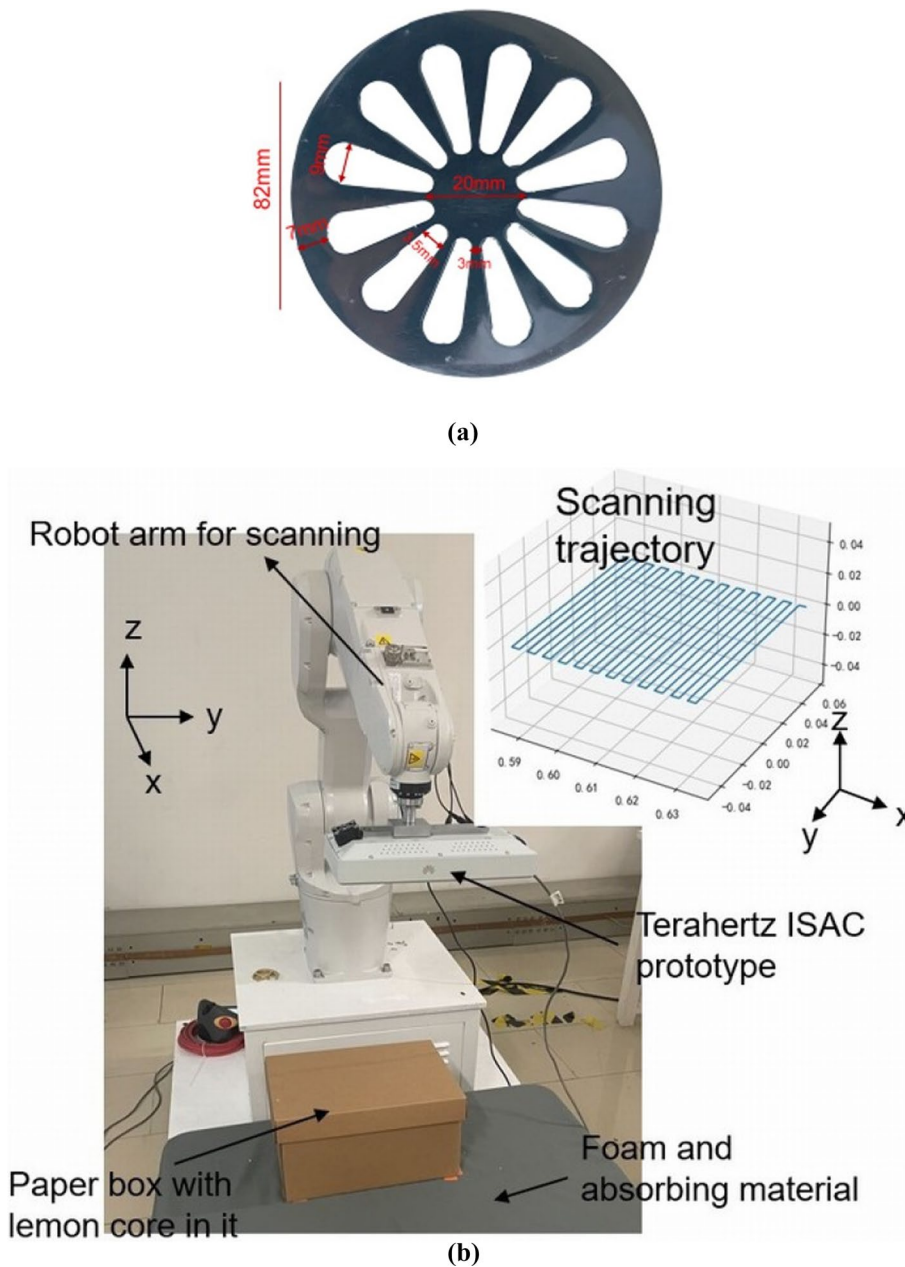 82mm
9mm
20mm
7mm
3mm
(a)
Robot arm for scanning
Scanning
trajectory
z
y
x
0.04
0.02
0.00
-0.02
-0.04
0.06
0.04
0.02
0.00
-0.02
-0.04
0.59
0.60
0.61
0.62
0.63
z
x
y
Terahertz ISAC
prototype
Foam and
absorbing material
Paper box with
lemon core in it
(b)